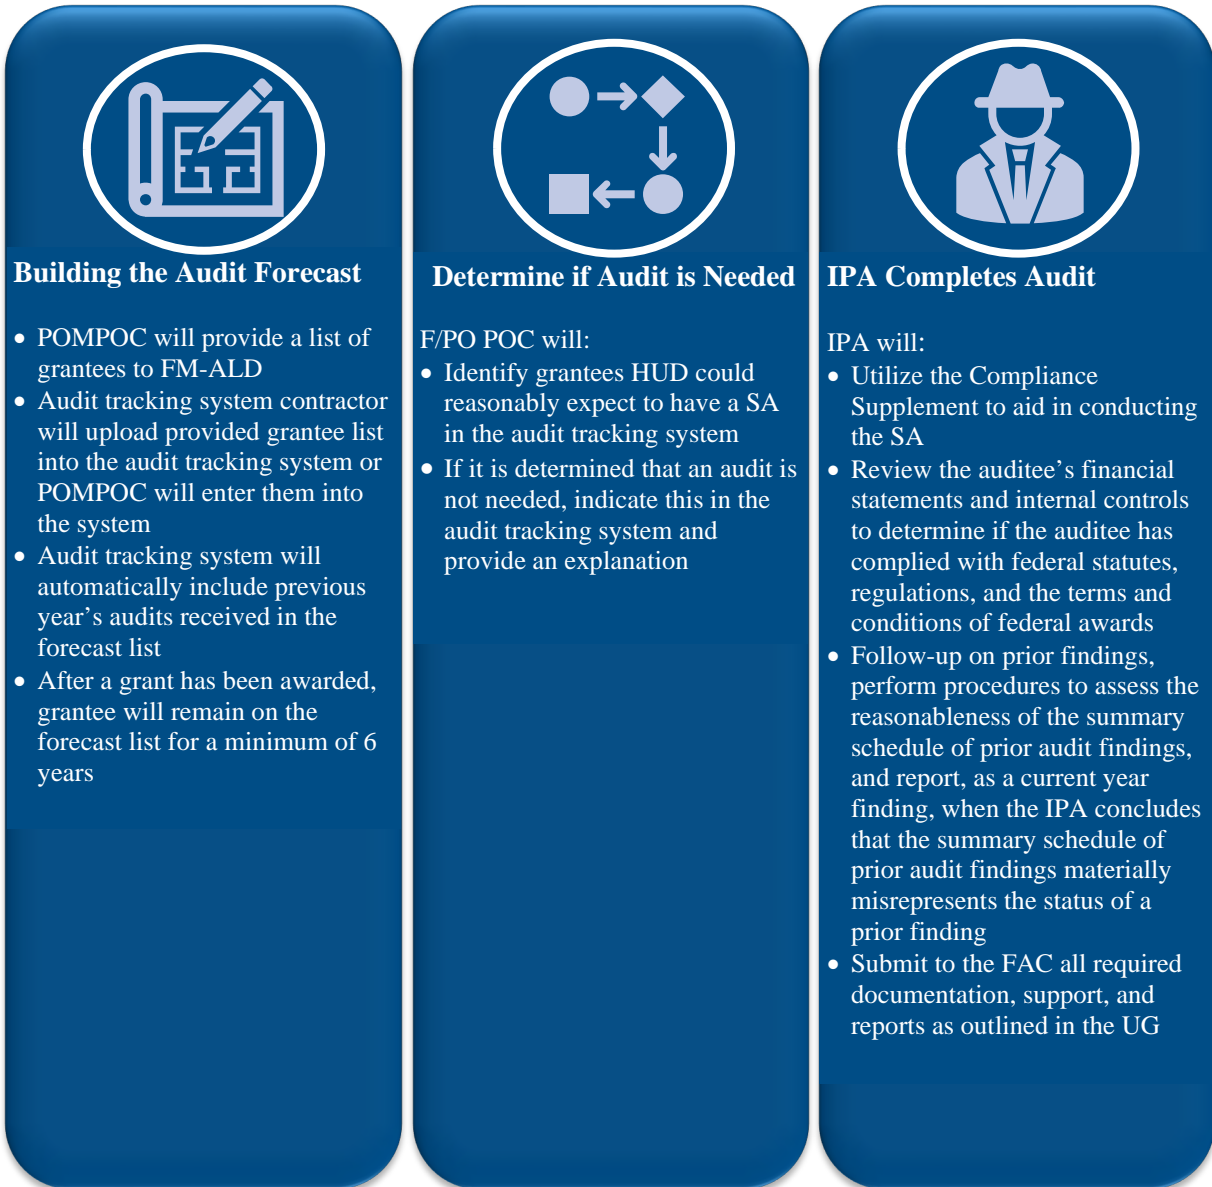 Building the Audit Forecast
• POMPOC will provide a list of
grantees to FM-ALD
• Audit tracking system contractor
will upload provided grantee list
into the audit tracking system or
POMPOC will enter them into
the system
• Audit tracking system will
automatically include previous
year’s audits received in the
forecast list
• After a grant has been awarded,
grantee will remain on the
forecast list for a minimum of 6
years
Determine if Audit is Needed
F/PO POC will:
• Identify grantees HUD could
reasonably expect to have a SA
in the audit tracking system
• If it is determined that an audit is
not needed, indicate this in the
audit tracking system and
provide an explanation
IPA Completes Audit
IPA will:
• Utilize the Compliance
Supplement to aid in conducting
the SA
• Review the auditee’s financial
statements and internal controls
to determine if the auditee has
complied with federal statutes,
regulations, and the terms and
conditions of federal awards
• Follow-up on prior findings,
perform procedures to assess the
reasonableness of the summary
schedule of prior audit findings,
and report, as a current year
finding, when the IPA concludes
that the summary schedule of
prior audit findings materially
misrepresents the status of a
prior finding
• Submit to the FAC all required
documentation, support, and
reports as outlined in the UG